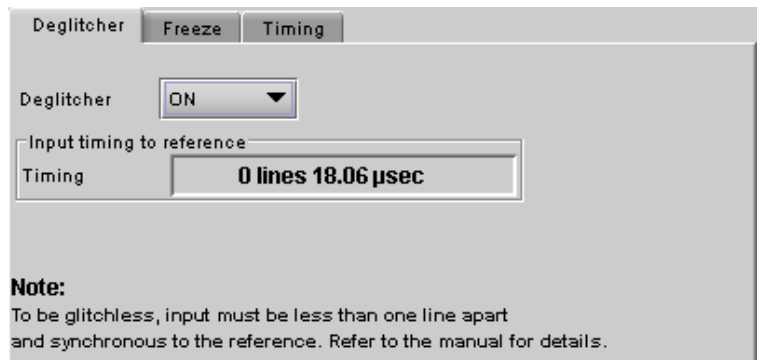 Deglitcher Freeze Timing
Deglitcher ON
Input timing to reference
Timing 0 lines 18.06 µsec
Note:
To be glitchless, input must be less than one line apart
and synchronous to the reference. Refer to the manual for details.